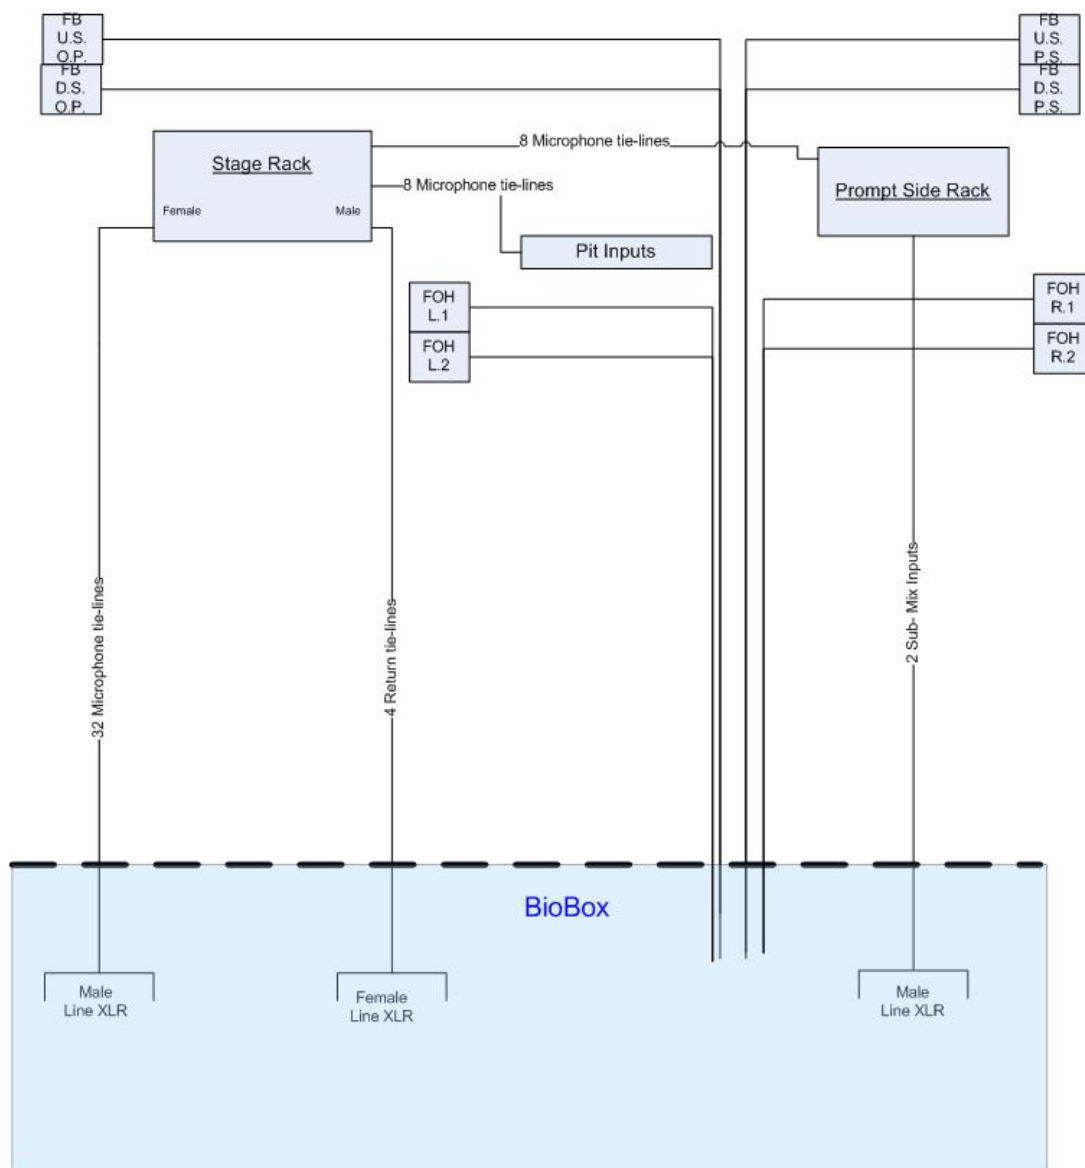 FB
U.S.
O.P.
FB
D.S.
O.P.
FB
U.S.
P.S.
FB
D.S.
P.S.
8 Microphone tie-lines
Stage Rack
8 Microphone tie-lines
Prompt Side Rack
Female
Male
Pit Inputs
FOH
L.1
FOH
L.2
FOH
R.1
FOH
R.2
32 Microphone tie-lines
4 Return tie-lines
2 Sub- Mix Inputs
BioBox
Male
Line XLR
Female
Line XLR
Male
Line XLR